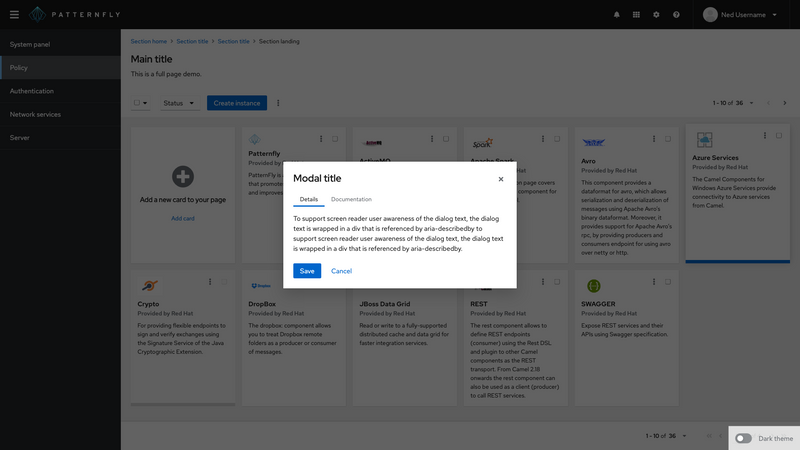 PATTERNFLY
Ned Username
System panel
Policy
Authentication
Network services
Server
Section home > Section title > Section title > Section landing
Main title
This is a full page demo.
Status
Create instance
1 - 10 of 36
Add a new card to your page
Add card
Patternfly
Provided by
PatternFly is
that promote
and improves
ActiveMQ
Apache Spark
page covers
component for
Avro
Provided by Red Hat
This component provides a
dataformat for avro, which allows
serialization and deserialization of
messages using Apache Avro's
binary dataformat. Moreover, it
provides support for Apache Avro's
rpc, by providing producers and
consumers endpoint for using avro
over netty or http.
Azure Services
Provided by Red Hat
The Camel Components for
Windows Azure Services provide
connectivity to Azure services
from Camel.
Modal title
Details
Documentation
To support screen reader user awareness of the dialog text, the dialog
text is wrapped in a div that is referenced by aria-describedby to
support screen reader user awareness of the dialog text, the dialog text
is wrapped in a div that is referenced by aria-describedby.
Save
Cancel
Crypto
Provided by Red Hat
For providing flexible endpoints to
sign and verify exchanges using
the Signature Service of the Java
Cryptographic Extension.
Dropbox
DropBox
Provided by Red Hat
The dropbox: component allows
you to treat Dropbox remote
folders as a producer or consumer
of messages.
JBoss Data Grid
Provided by Red Hat
Read or write to a fully-supported
distributed cache and data grid for
faster integration services.
REST
Provided by Red Hat
The rest component allows to
define REST endpoints
(consumer) using the Rest DSL
and plugin to other Camel
components as the REST
transport. From Camel 2.18
onwards the rest component can
also be used as a client (producer)
to call REST services.
SWAGGER
Provided by Red Hat
Expose REST services and their
APIs using Swagger specification.
1 - 10 of 36
Dark theme